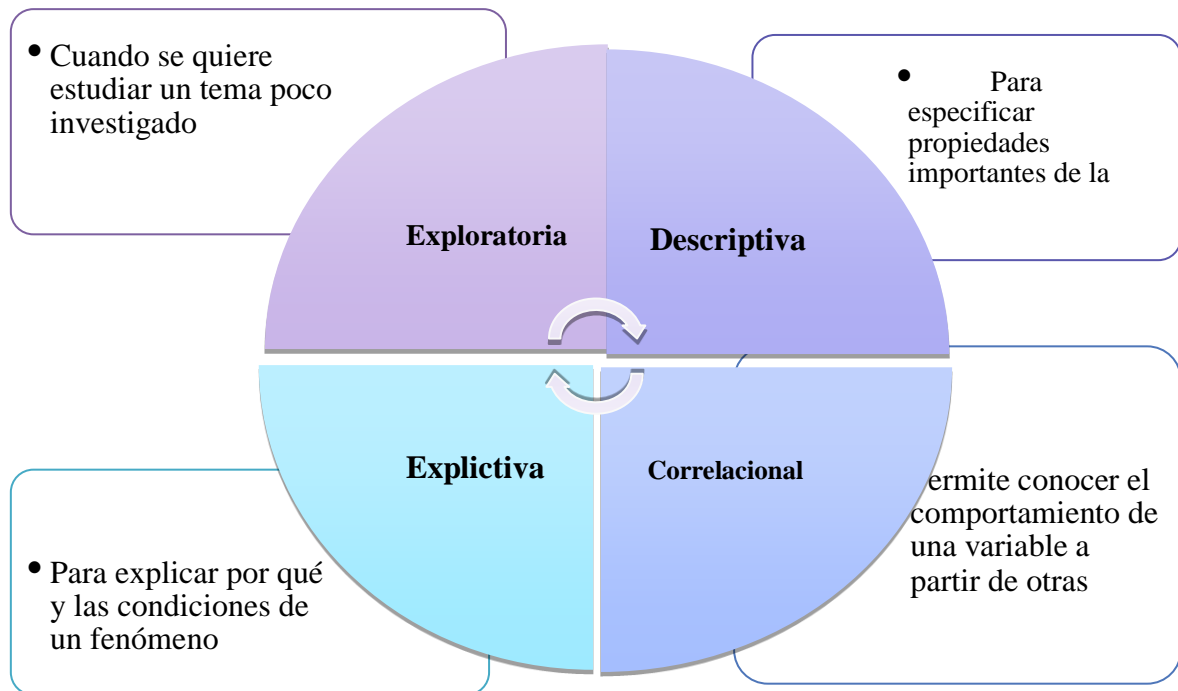 • Cuando se quiere
estudiar un tema poco
investigado
• Para
especificar
propiedades
importantes de la
Exploratoria
Descriptiva
Explictiva
Correlacional
• Para explicar por qué
y las condiciones de
un fenómeno
ermite conocer el
comportamiento de
una variable a
partir de otras